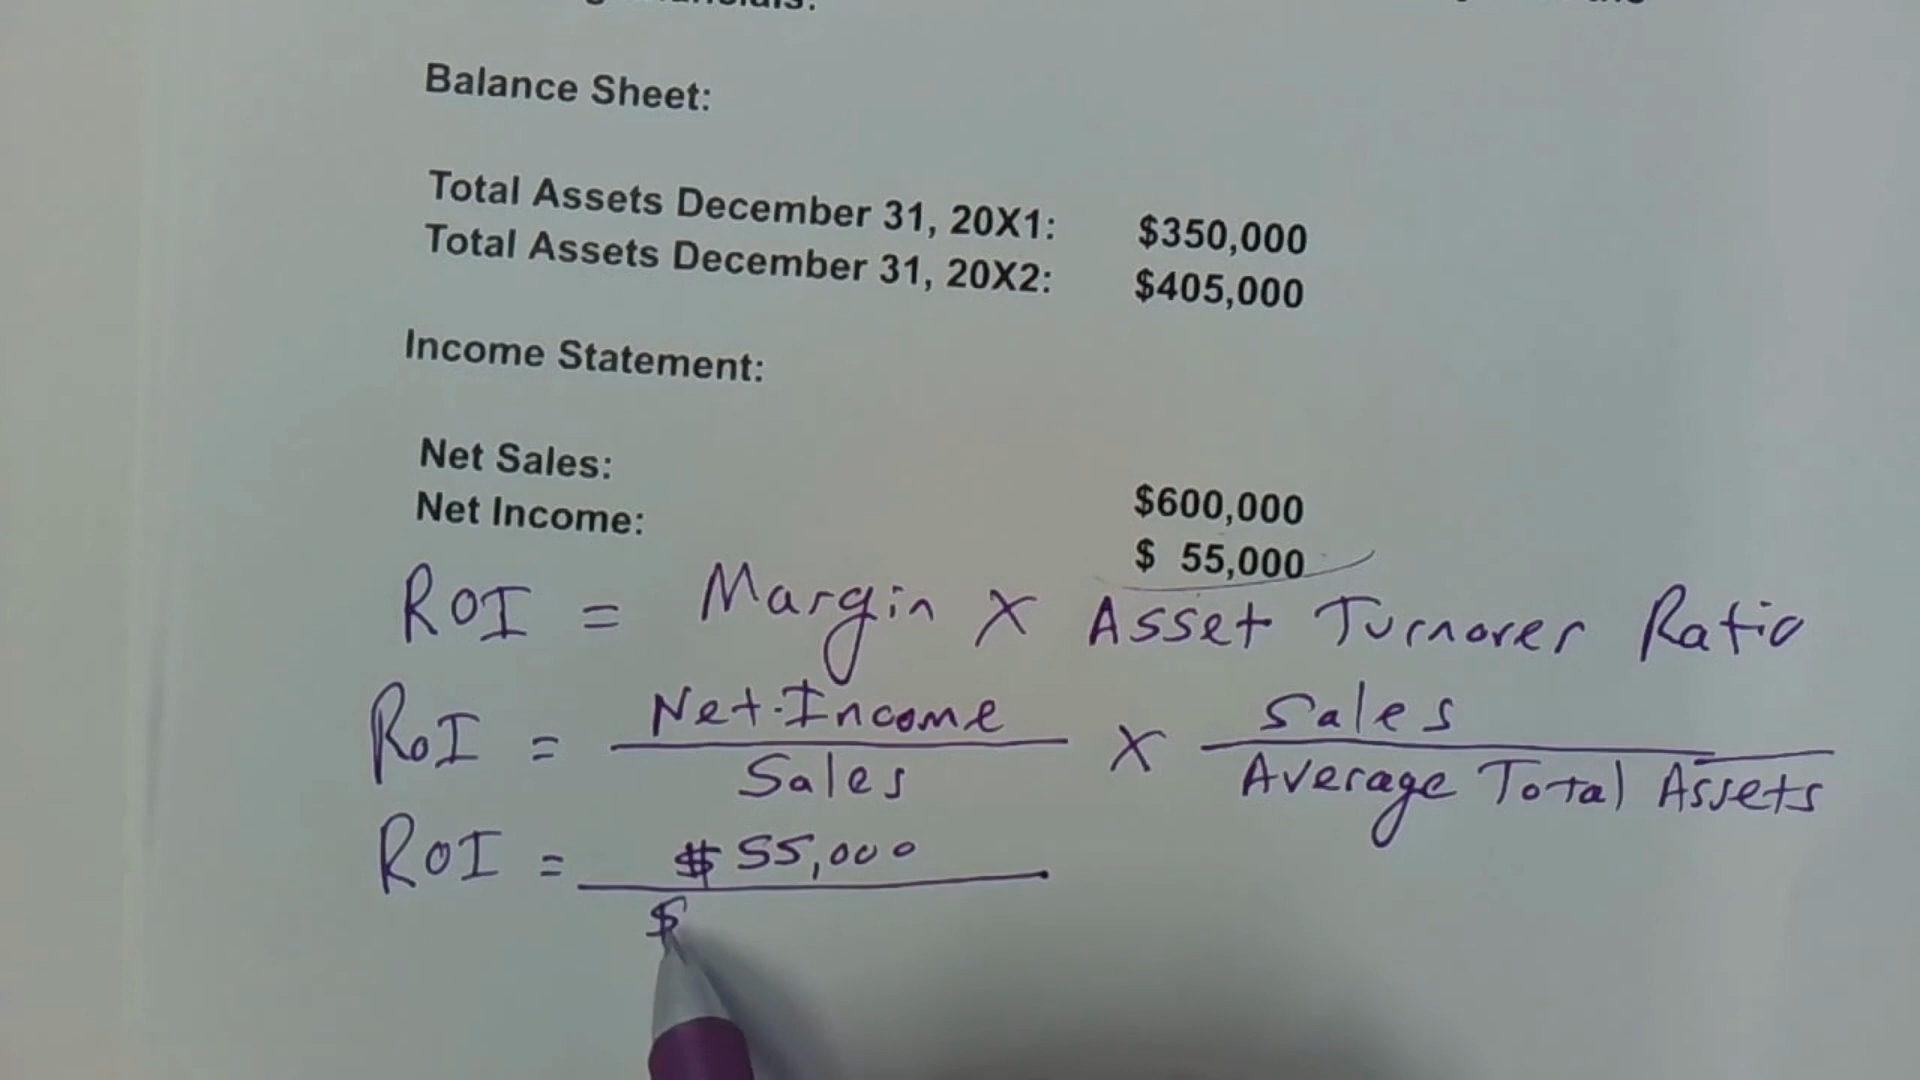 Balance Sheet:
Total Assets December 31, 20X1: $350,000
Total Assets December 31, 20X2: $405,000
Income Statement:
Net Sales: $600,000
Net Income: $ 55,000
ROI = Margin X Asset Turnover Ratio
ROI = Net Income / Sales X Sales / Average Total Assets
ROI = $55,000 / $